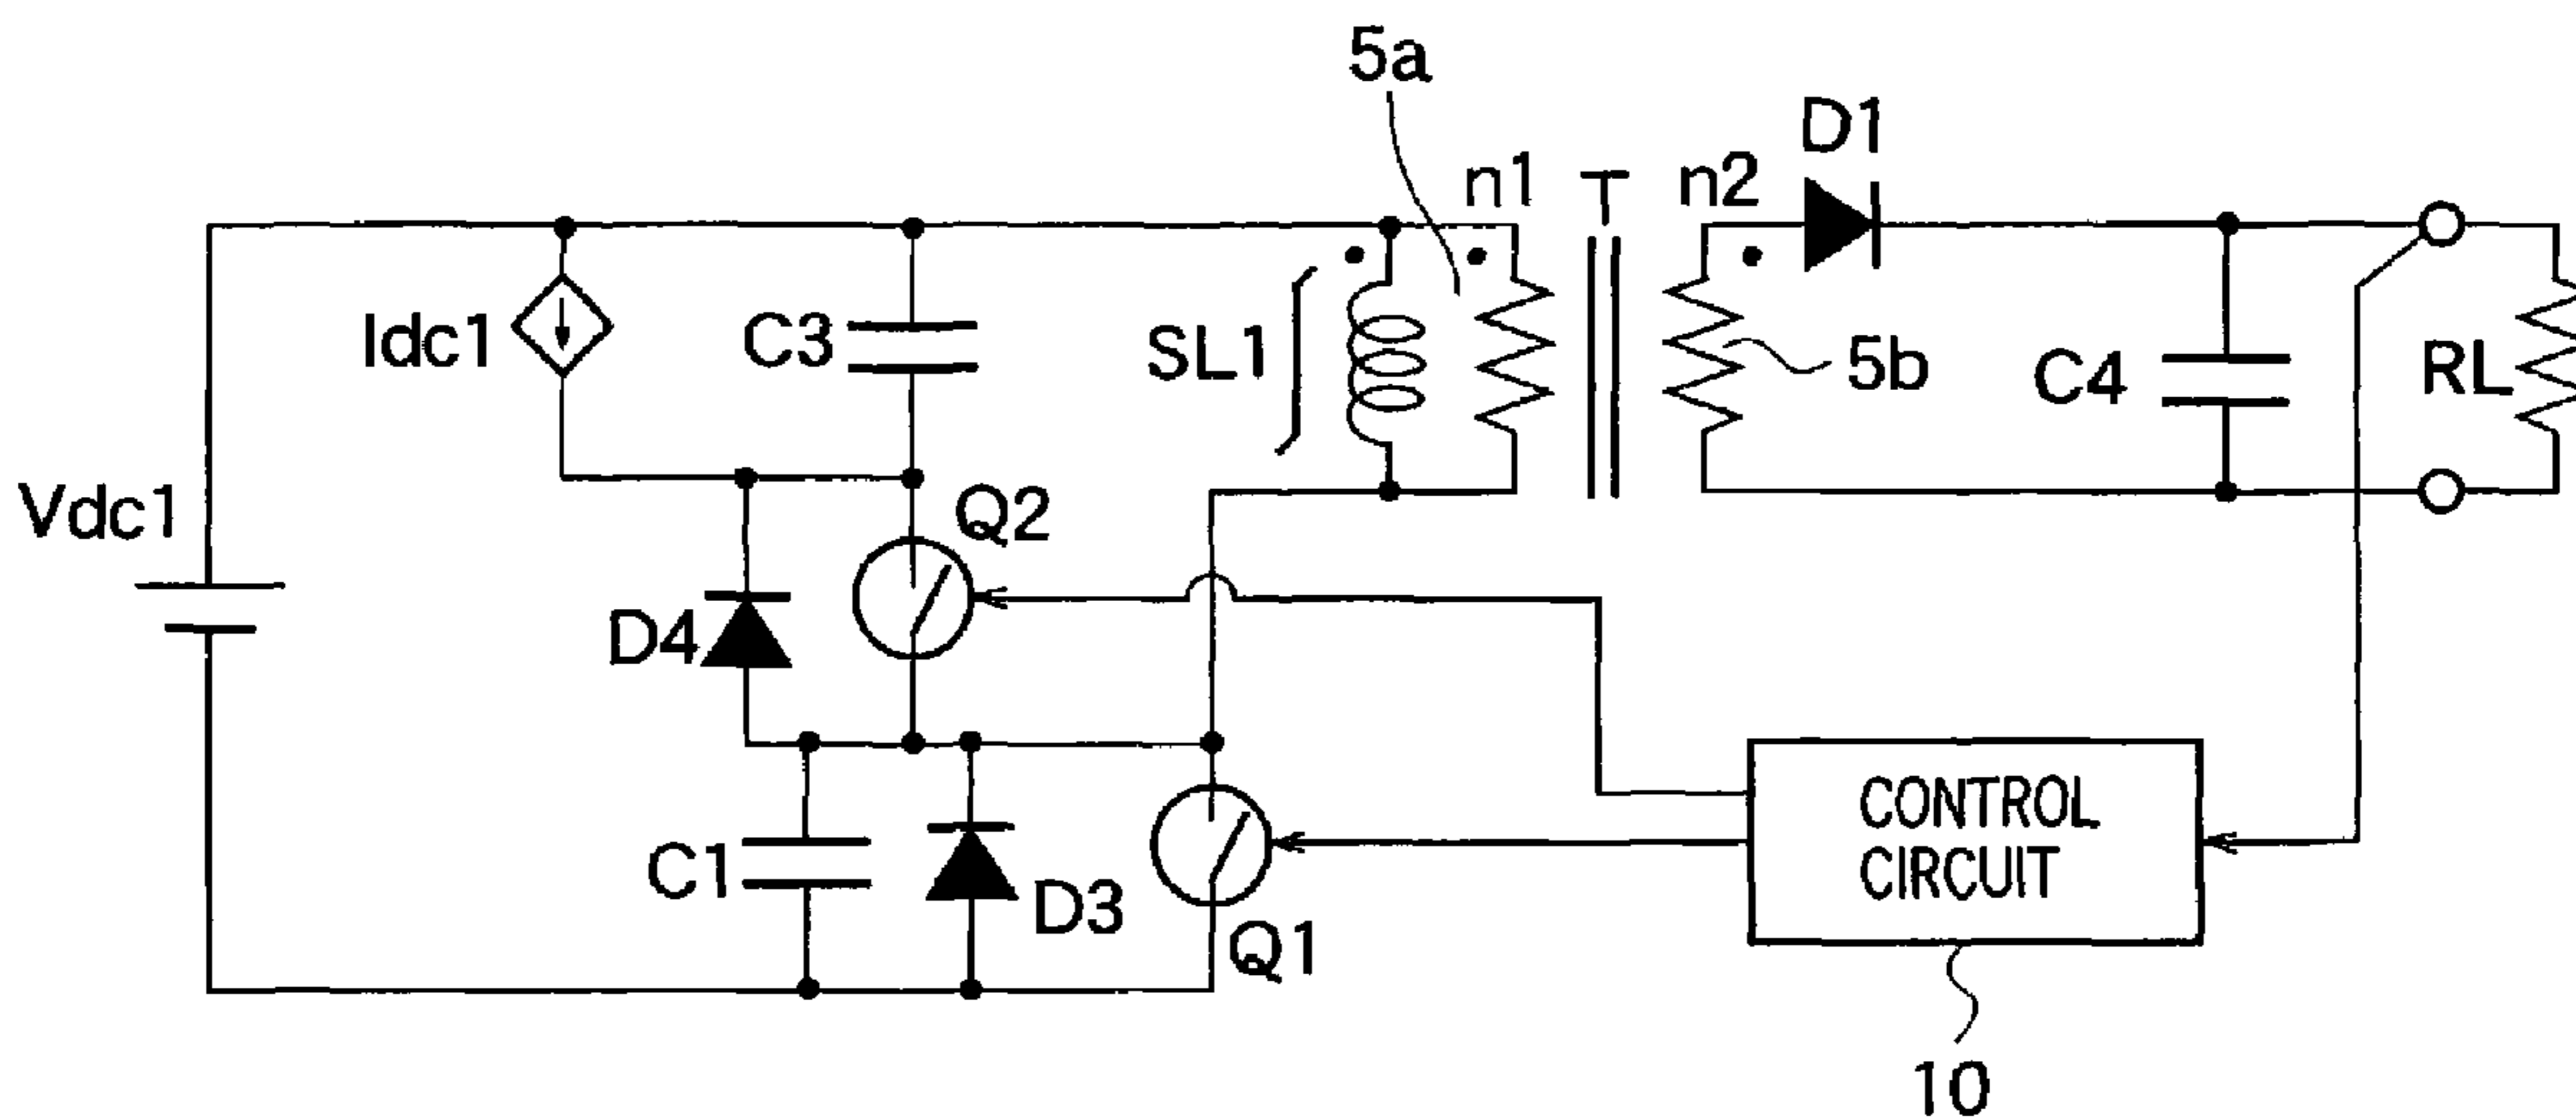 5a
D1
n1
T
n2
Idc1
C3
SL1
5b
C4
RL
Vdc1
Q2
D4
C1
D3
Q1
CONTROL
CIRCUIT
10